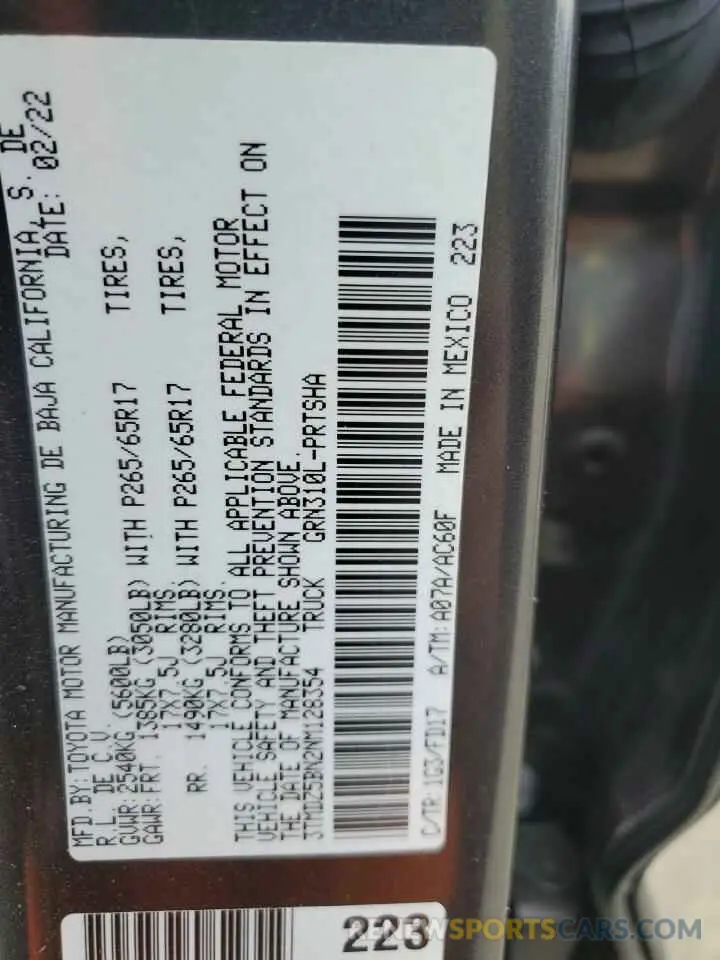 MFD.BY:TOYOTA MOTOR MANUFACTURING DE BAJA CALIFORNIA, S. DE
R.L. DE C.V. DATE: 02/22
GVWR:2540KG (5600LB)
GAWR:FRT. 1385KG (3050LB) WITH P265/65R17 TIRES,
17X7.5J RIMS:
RR. 1490KG (3280LB) WITH P265/65R17 TIRES,
17X7.5J RIMS.
THIS VEHICLE CONFORMS TO ALL APPLICABLE FEDERAL MOTOR
VEHICLE SAFETY AND THEFT PREVENTION STANDARDS IN EFFECT ON
THE DATE OF MANUFACTURE SHOWN ABOVE.
3TMDZ5BN2NM128354 TRUCK GRN310L-PRTSHA
C/TR:1G3/FD17 A/TM:A07A/AC60F MADE IN MEXICO 223
223
RENEWSPORTSCARS.COM